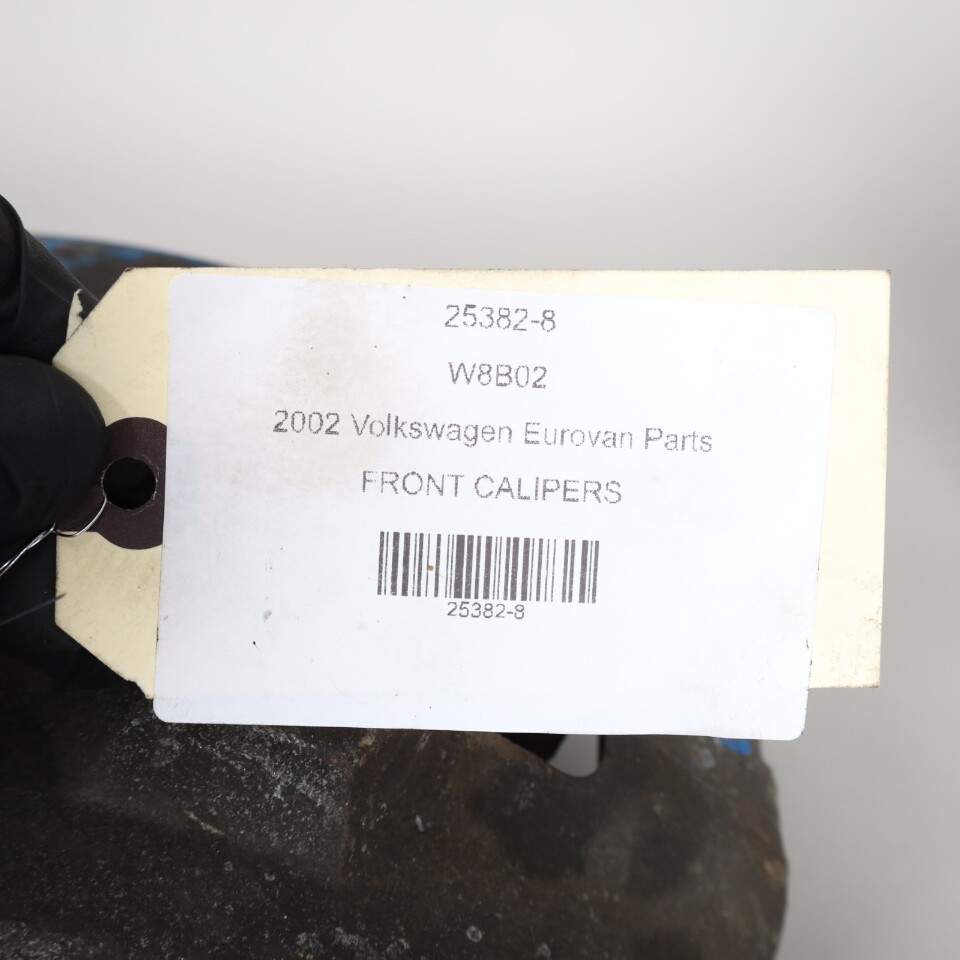 25382-8
W8B02
2002 Volkswagen Eurovan Parts
FRONT CALIPERS
25382-8